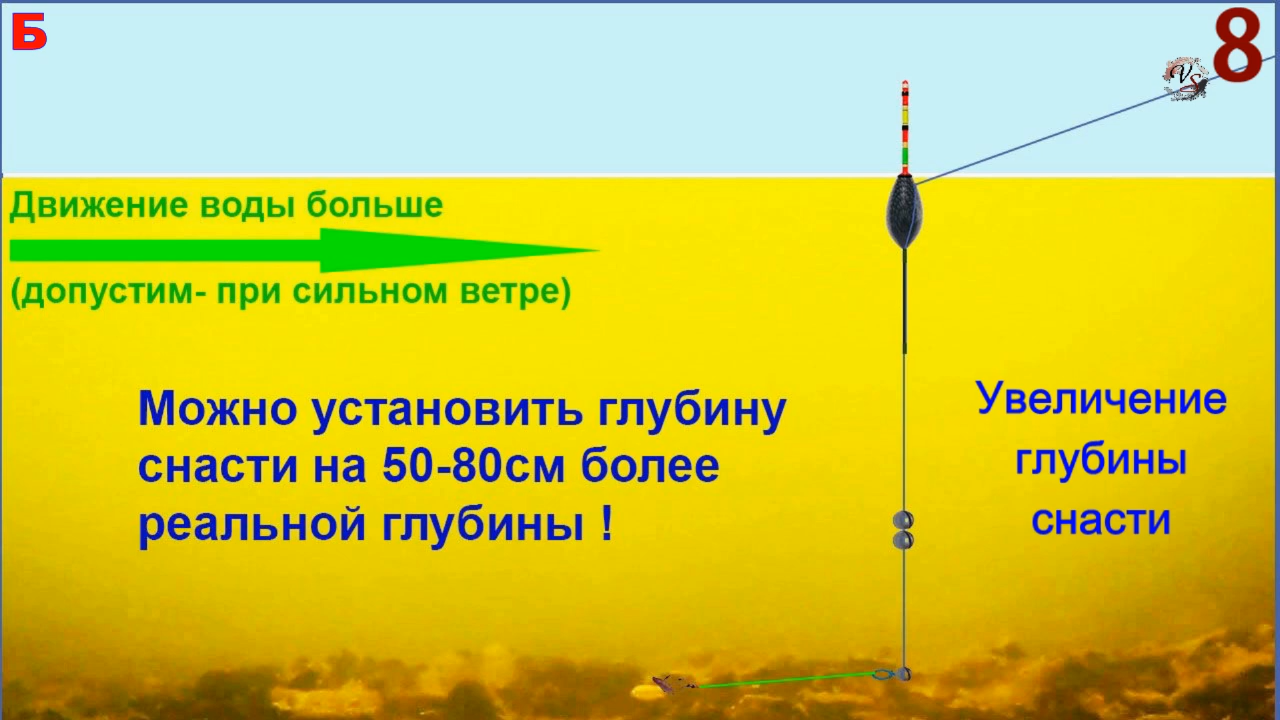 Б
8
VS
Движение воды больше
(допустим- при сильном ветре)
Можно установить глубину
снасти на 50-80см более
реальной глубины !
Увеличение
глубины
снасти